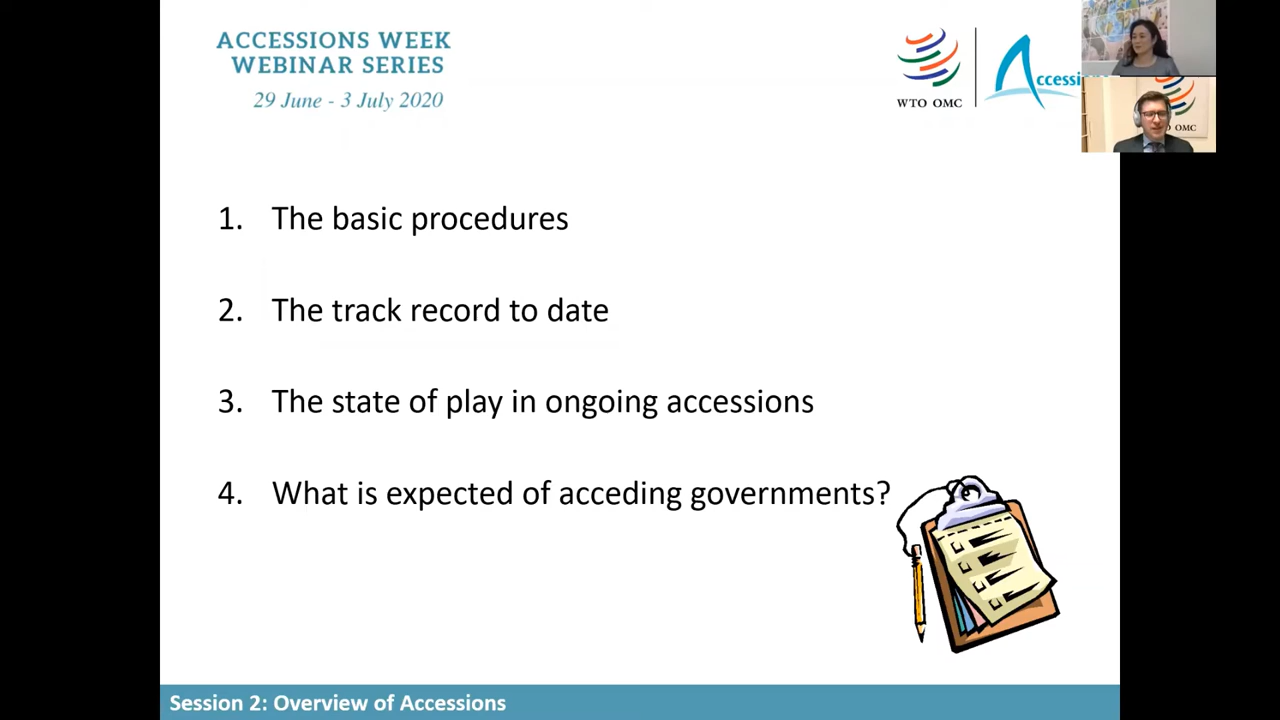 ACCESSIONS WEEK
WEBINAR SERIES
29 June - 3 July 2020
WTO OMC
Accessi
OMC
1. The basic procedures
2. The track record to date
3. The state of play in ongoing accessions
4. What is expected of acceding governments?
Session 2: Overview of Accessions